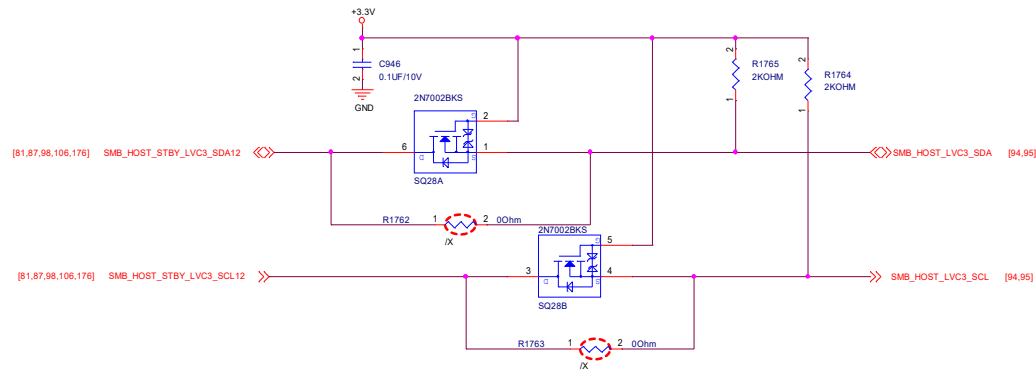 +3.3V
1
C946
2
0.1UF/10V
GND
2
R1765
2KOHM
1
2
R1764
2KOHM
1
2N7002BKS
G
2
[81,87,98,106,176] SMB_HOST_STBY_LVC3_SDA12
6
D
S
1
SMB_HOST_LVC3_SDA [94,95]
SQ28A
R1762
1
2
0Ohm
/X
2N7002BKS
G
5
[81,87,98,106,176] SMB_HOST_STBY_LVC3_SCL12
3
D
S
4
SMB_HOST_LVC3_SCL [94,95]
SQ28B
R1763
1
2
0Ohm
/X